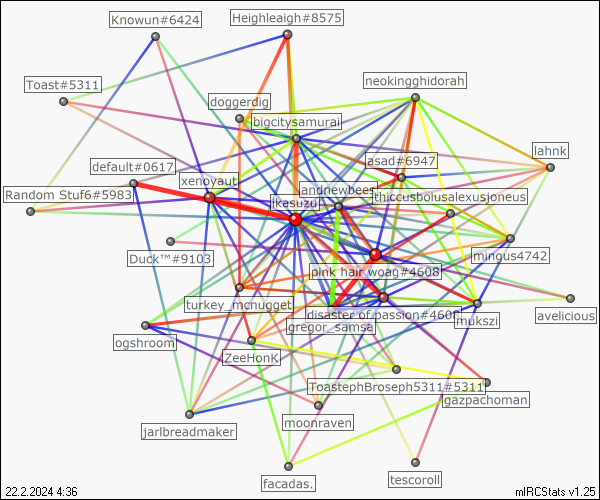 Knowun#6424
Heighleaigh#8575
neokingghidorah
Toast#5311
doggerdig
bigcitysamurai
lahnk
default#0617
asad#6947
xenoyaut
andnewbees
Random Stuf6#5983
ikasuzu
thiccusbolusalexusjoneus
Duck™#9103
mingus4742
pink hair woag#4608
turkey_mcnugget
disaster of passion#4608
mukszi
avelicious
gregor_samsa
ogshroom
ZeeHonK
ToastephBroseph5311#5311
gazpachoman
moonraven
jarlbreadmaker
facadas.
tescoroll
22.2.2024 4:36
mIRCStats v1.25